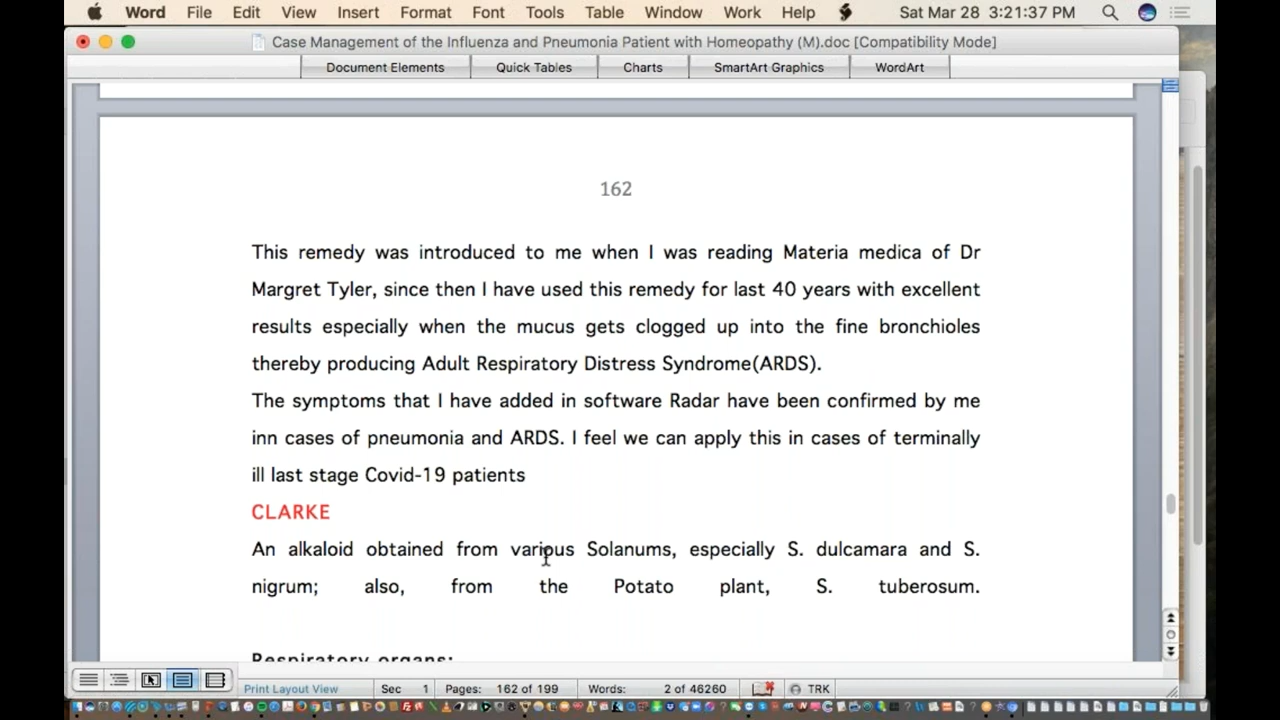 Word File Edit View Insert Format Font Tools Table Window Work Help Sat Mar 28 3:21:37 PM
Case Management of the Influenza and Pneumonia Patient with Homeopathy (M).doc [Compatibility Mode]
Document Elements Quick Tables Charts SmartArt Graphics WordArt
162
This remedy was introduced to me when I was reading Materia medica of Dr
Margret Tyler, since then I have used this remedy for last 40 years with excellent
results especially when the mucus gets clogged up into the fine bronchioles
thereby producing Adult Respiratory Distress Syndrome(ARDS).
The symptoms that I have added in software Radar have been confirmed by me
inn cases of pneumonia and ARDS. I feel we can apply this in cases of terminally
ill last stage Covid-19 patients
CLARKE
An alkaloid obtained from various Solanums, especially S. dulcamara and S.
nigrum; also, from the Potato plant, S. tuberosum.
Respiratory organs:
Print Layout View Sec 1 Pages: 162 of 199 Words: 2 of 46260 TRK